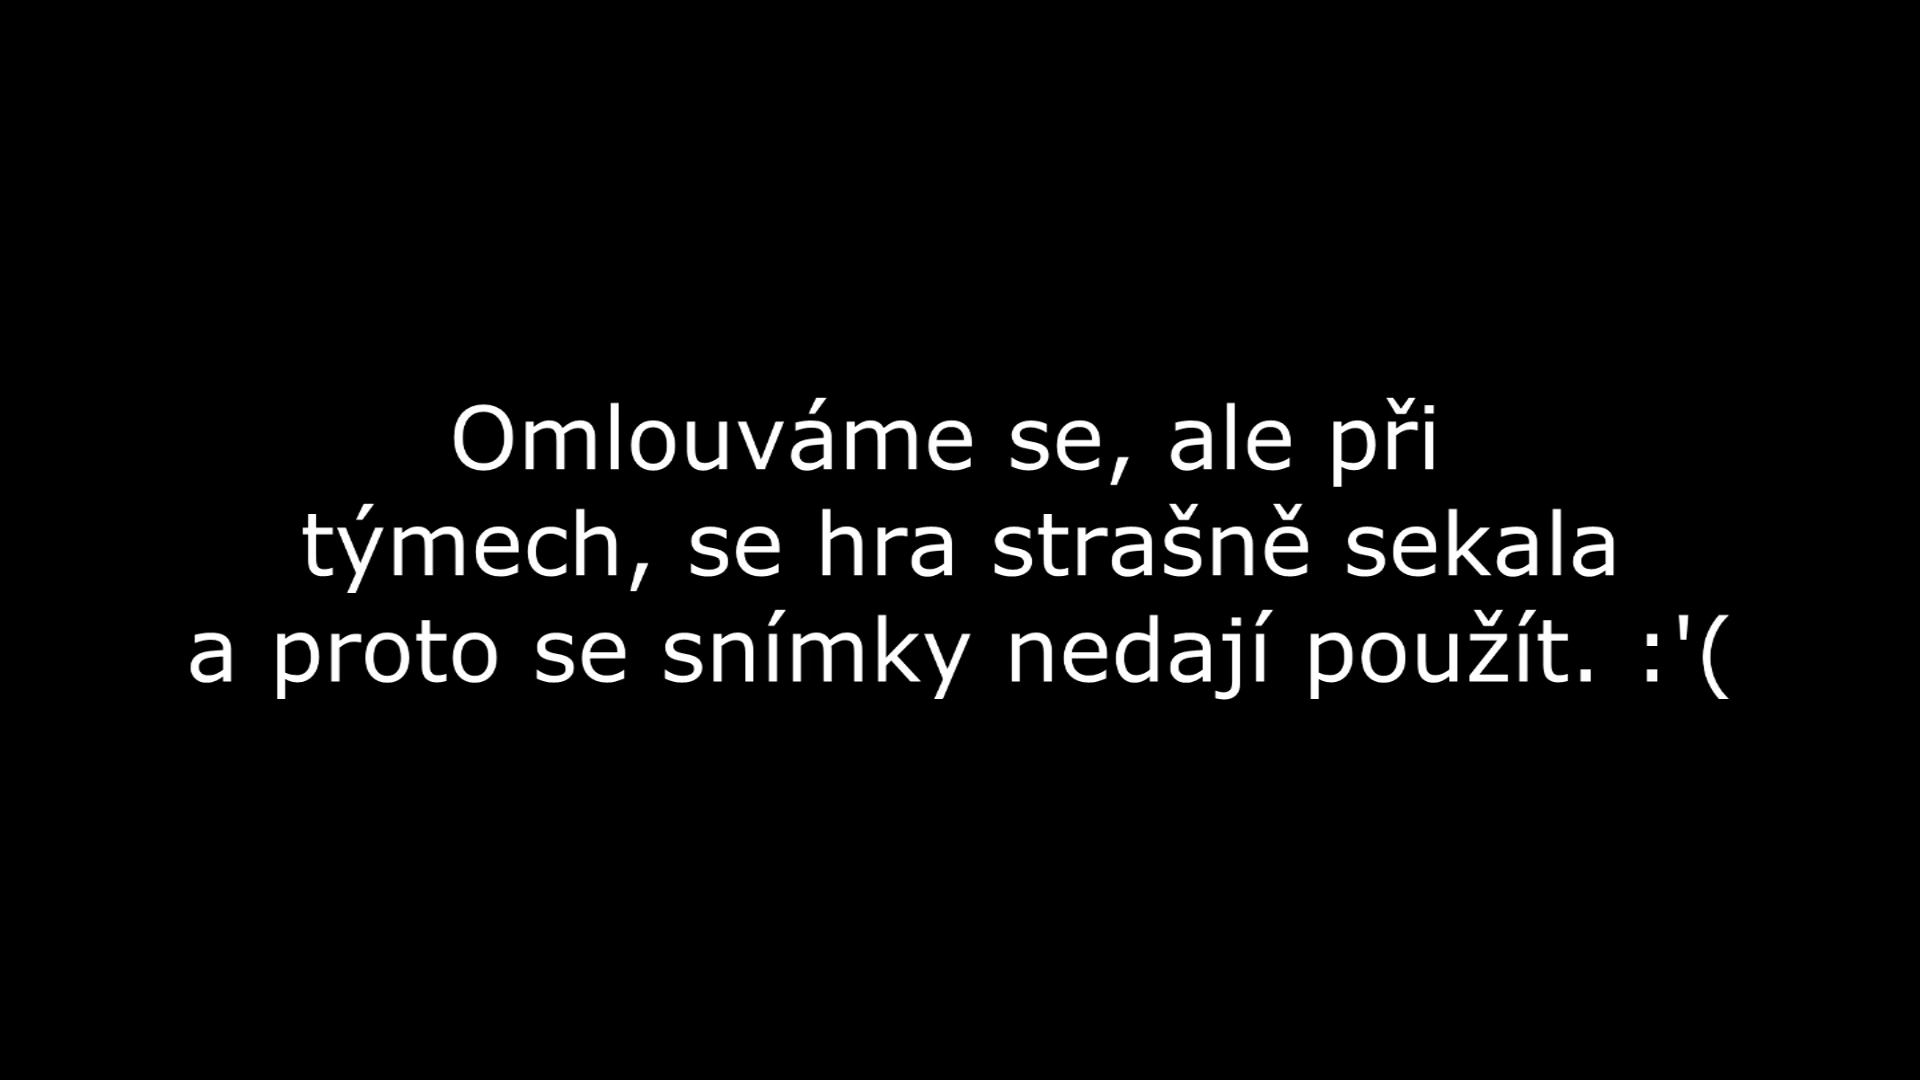 Omlouváme se, ale při
týmech, se hra strašně sekala
a proto se snímky nedají použít. :'(